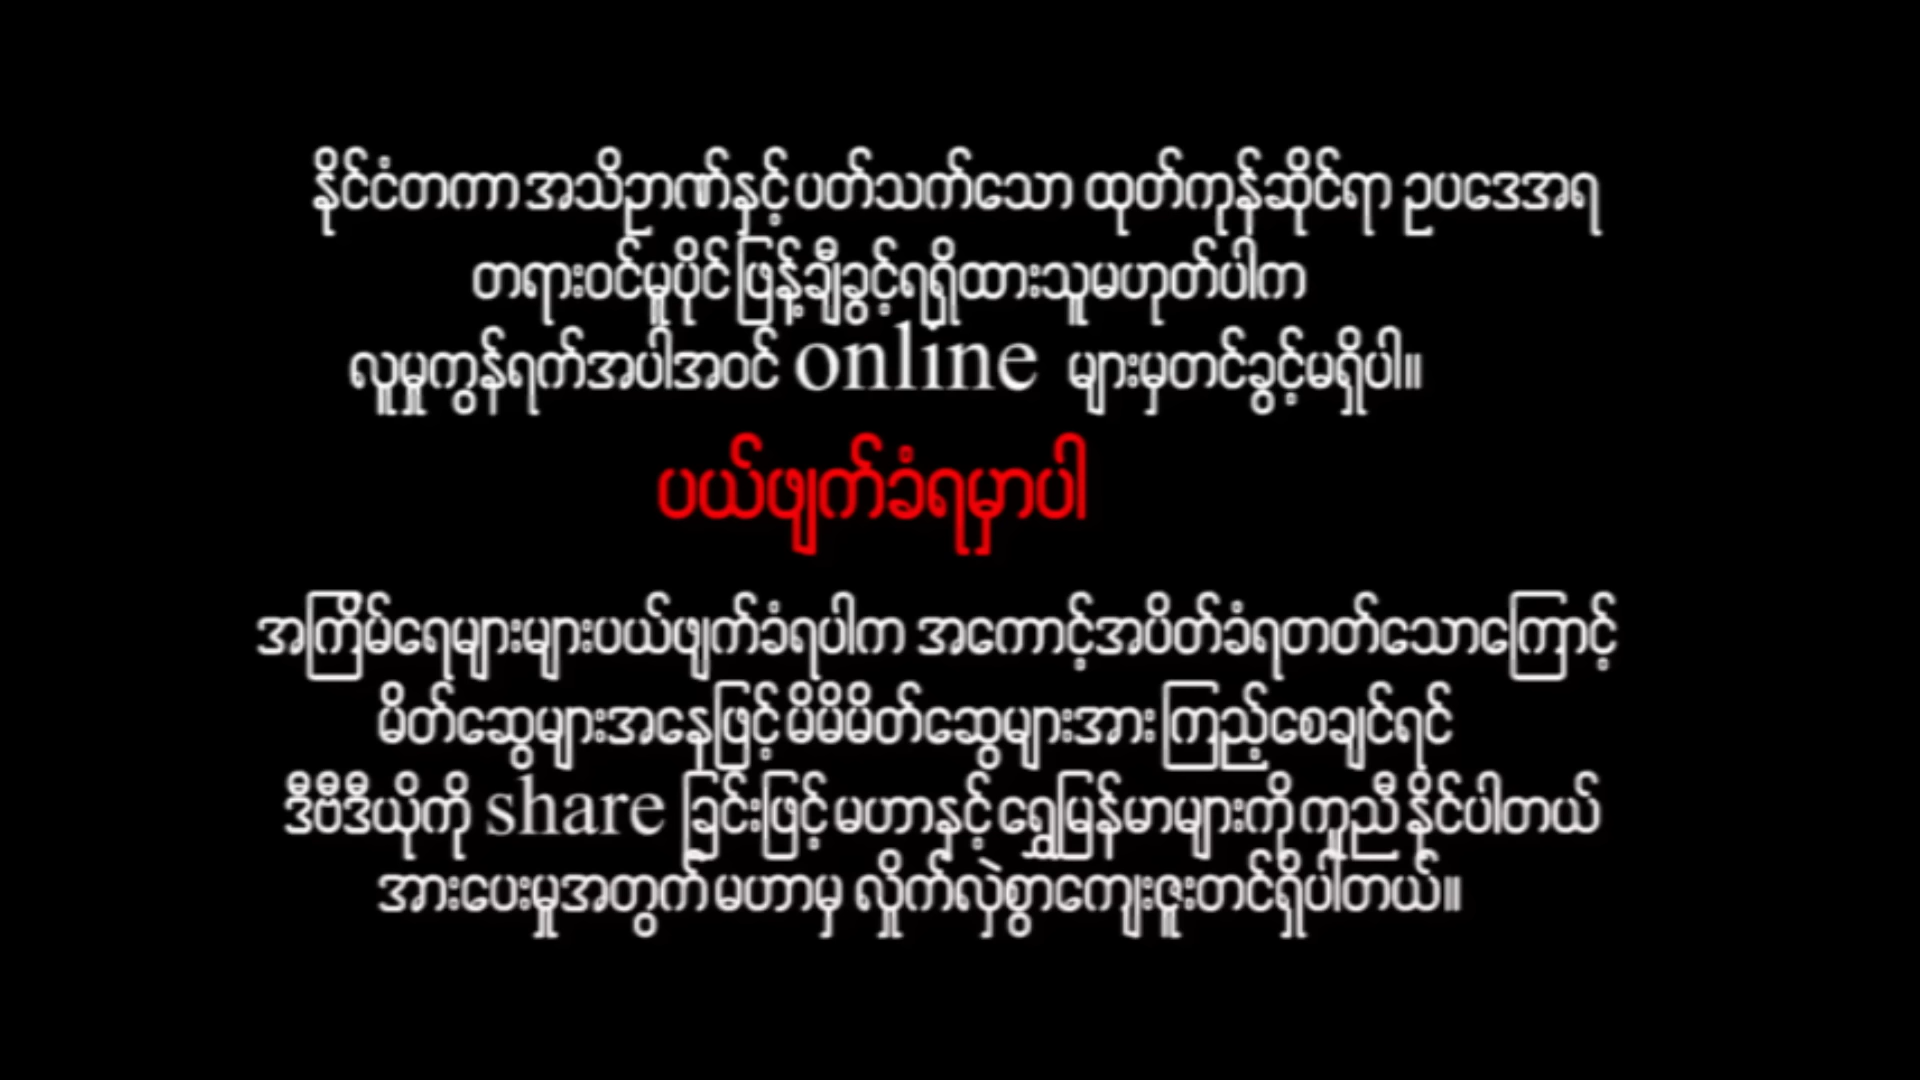 နိုင်ငံတကာ အသိဉာဏ်နှင့် ပတ်သက်သော ထုတ်ကုန်ဆိုင်ရာ ဥပဒေအရ
တရားဝင်မူပိုင် ဖြန့်ချီခွင့်ရရှိထားသူမဟုတ်ပါက
လူမှုကွန်ရက်အပါအဝင် online များမှတင်ခွင့်မရှိပါ။
ပယ်ဖျက်ခံရမှာပါ
အကြိမ်ရေများများပယ်ဖျက်ခံရပါက အကောင့်အပိတ်ခံရတတ်သောကြောင့်
မိတ်ဆွေများအနေဖြင့် မိမိမိတ်ဆွေများအား ကြည့်စေချင်ရင်
ဒီဗီဒီယိုကို share ခြင်းဖြင့် မဟာနှင့် ရွှေမြန်မာများကို ကူညီ နိုင်ပါတယ်
အားပေးမှုအတွက် မဟာမှ လှိုက်လှဲစွာကျေးဇူးတင်ရှိပါတယ်။